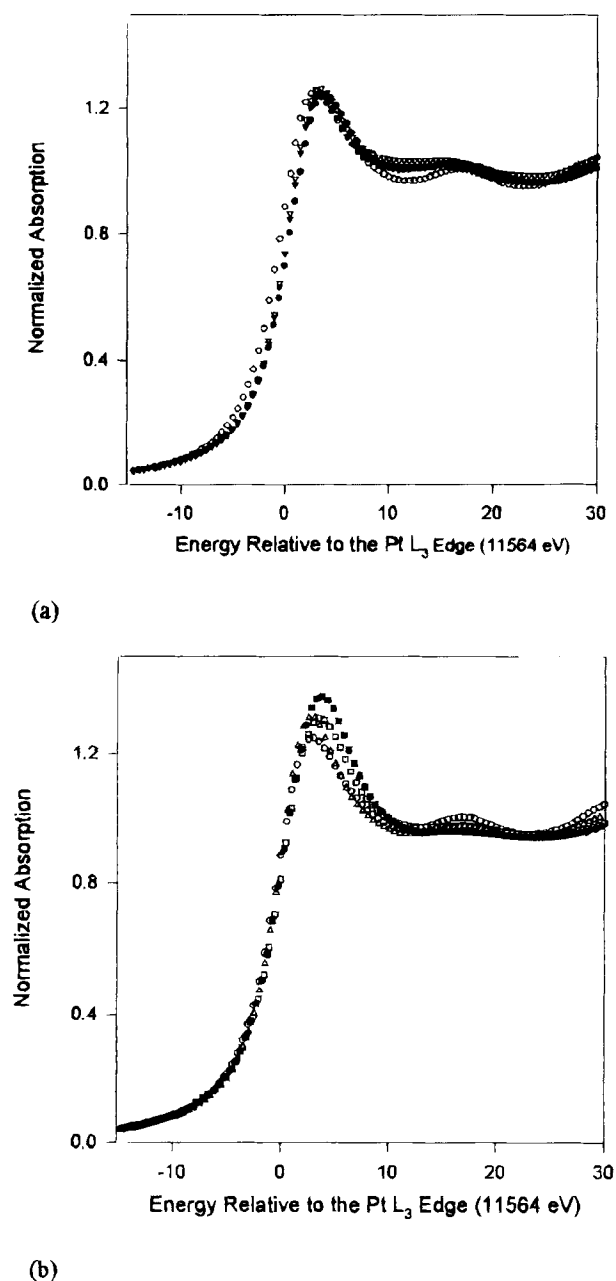 1.2
0.8
0.4
0.0
Normalized Absorption
-10 0 10 20 30
Energy Relative to the Pt L3 Edge (11564 eV)
(a)
1.2
0.8
0.4
0.0
Normalized Absorption
-10 0 10 20 30
Energy Relative to the Pt L3 Edge (11564 eV)
(b)